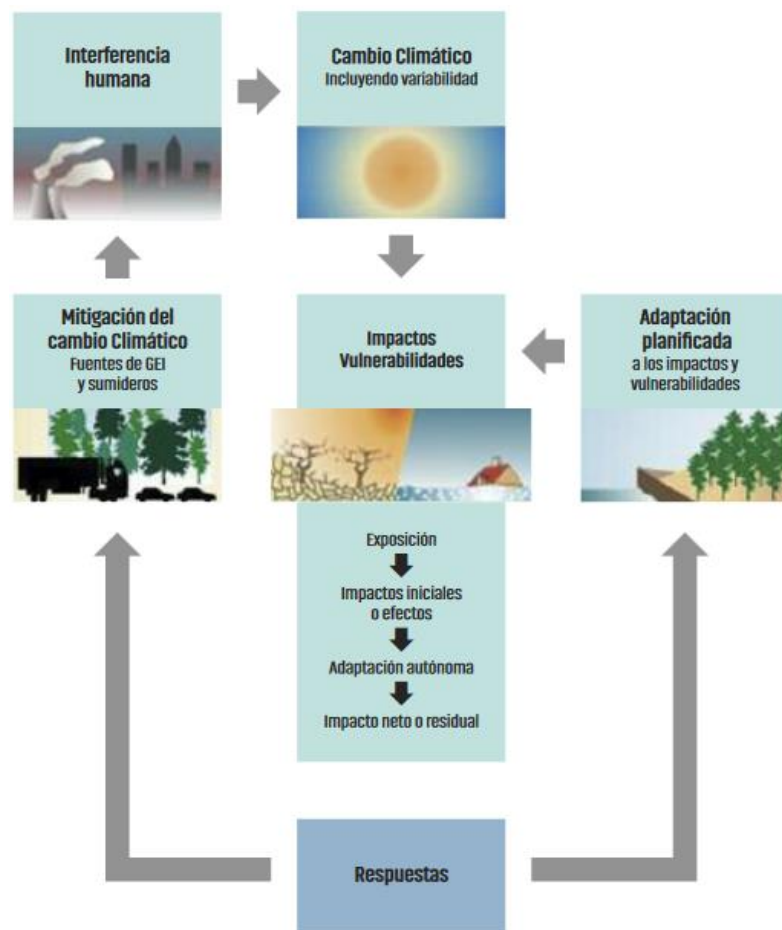 Interferencia
humana
Cambio Climático
Incluyendo variabilidad
Mitigación del
cambio Climático
Fuentes de GEI
y sumideros
Impactos
Vulnerabilidades
Adaptación
planificada
a los impactos y
vulnerabilidades
Exposición
Impactos iniciales
o efectos
Adaptación autónoma
Impacto neto o residual
Respuestas